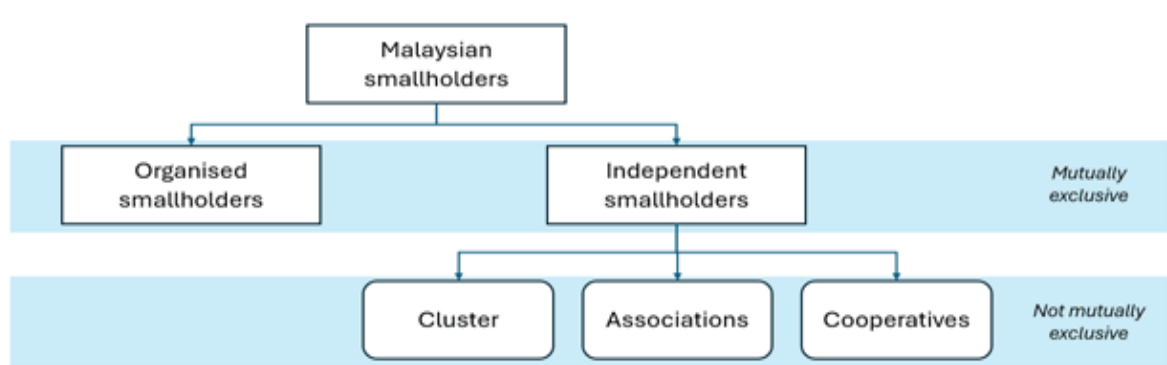 Malaysian
smallholders
Organised
smallholders
Independent
smallholders
Mutually
exclusive
Cluster
Associations
Cooperatives
Not mutually
exclusive